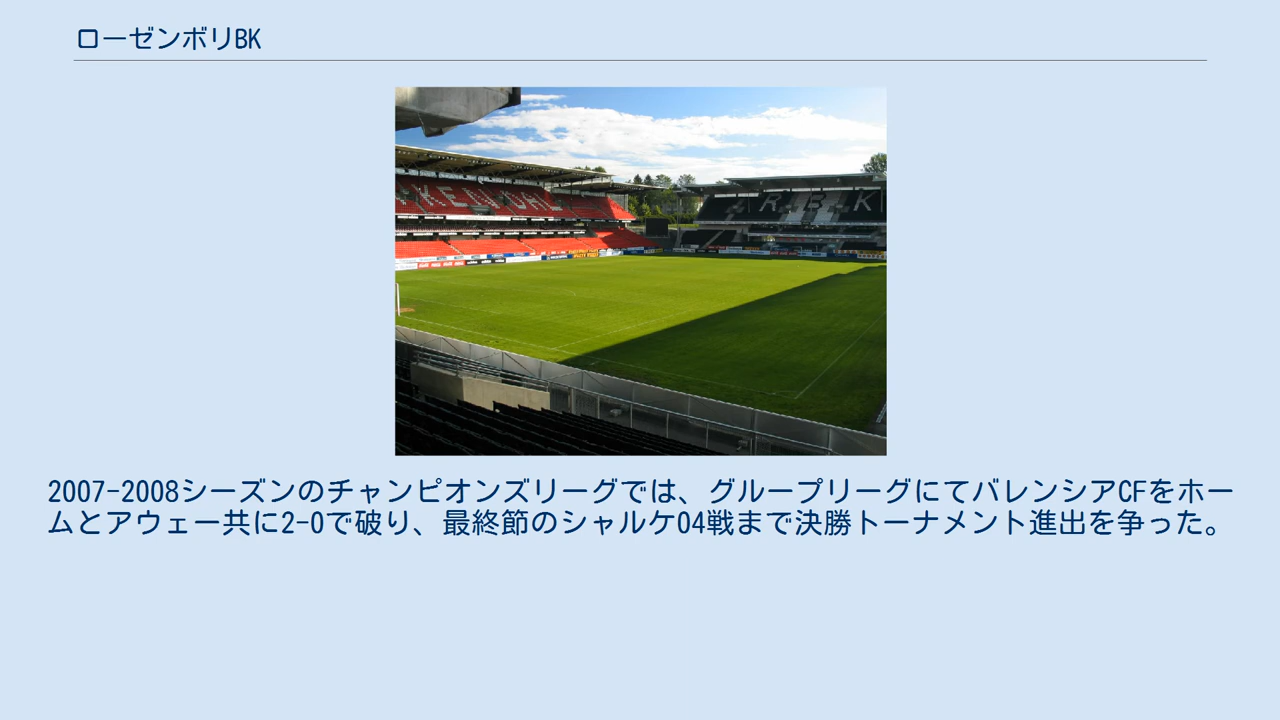 ローゼンボリBK
RKENDAL
RBK
2007-2008シーズンのチャンピオンズリーグでは、グループリーグにてバレンシアCFをホー
ムとアウェー共に2-0で破り、最終節のシャルケ04戦まで決勝トーナメント進出を争った。